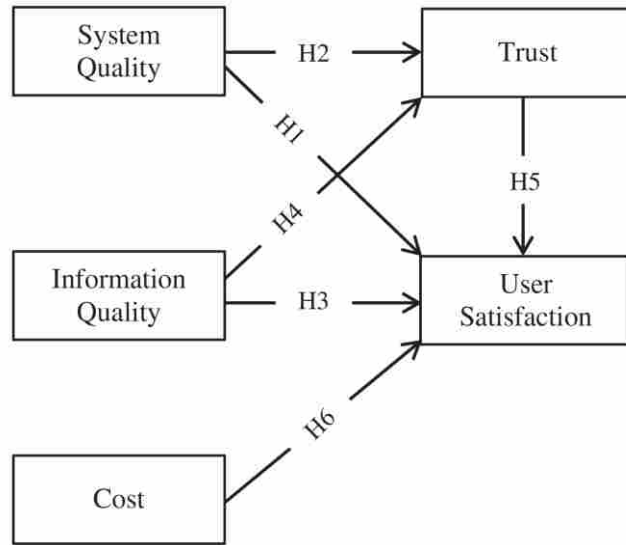 System
Quality
H2
Trust
H1
H5
H4
Information
Quality
H3
User
Satisfaction
H6
Cost